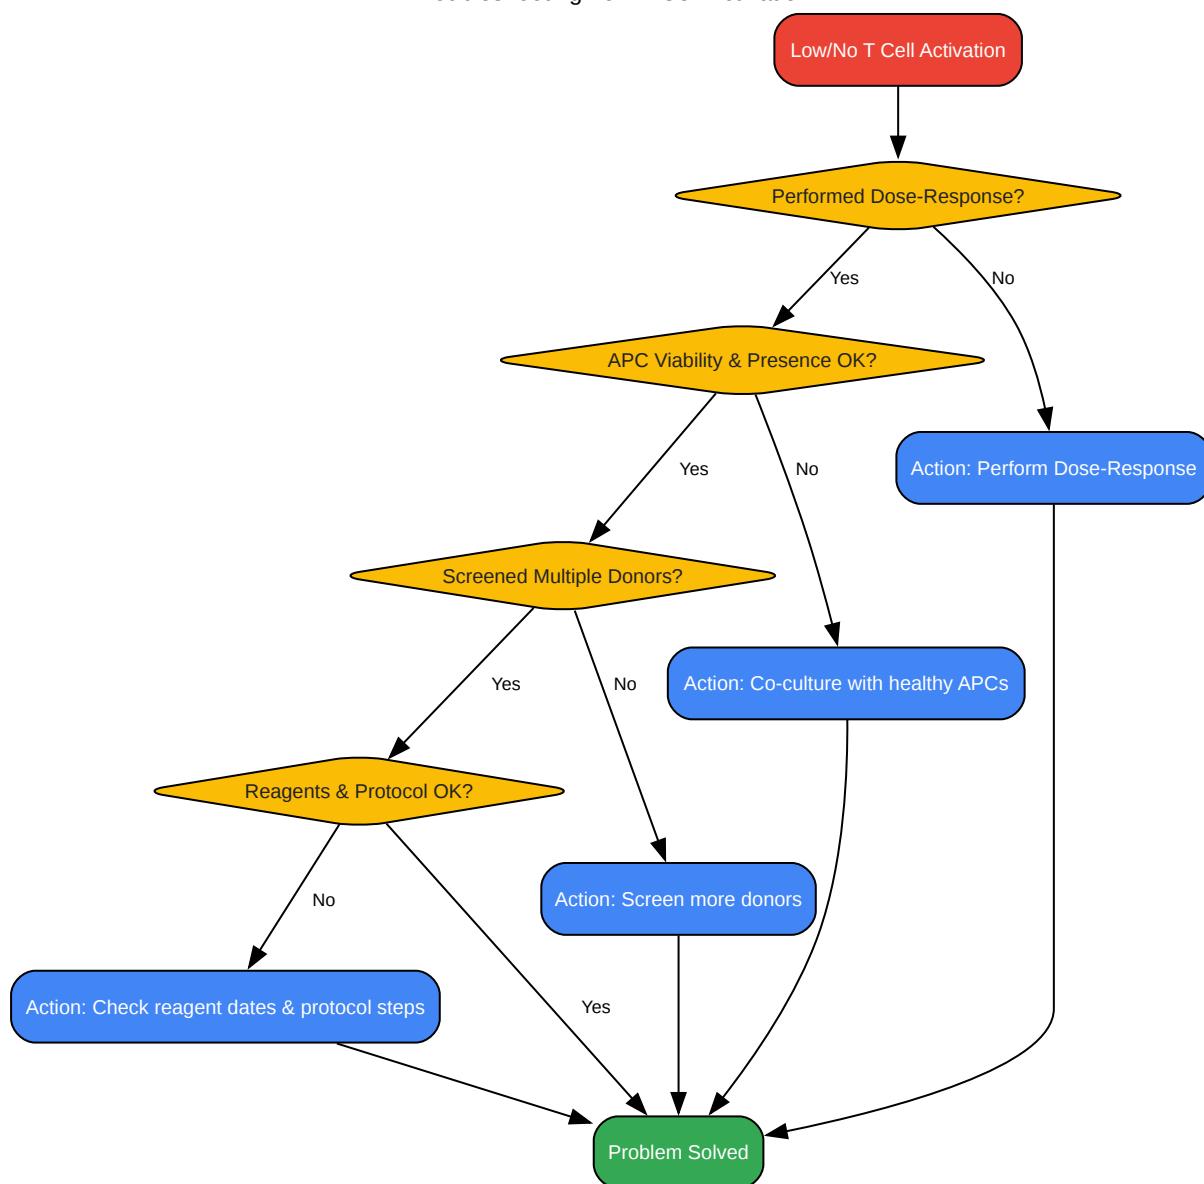 Low/No T Cell Activation
Performed Dose-Response?
Yes
No
APC Viability & Presence OK?
Yes
No
Action: Perform Dose-Response
Screened Multiple Donors?
Yes
No
Action: Co-culture with healthy APCs
Reagents & Protocol OK?
No
Yes
Action: Screen more donors
Action: Check reagent dates & protocol steps
Problem Solved